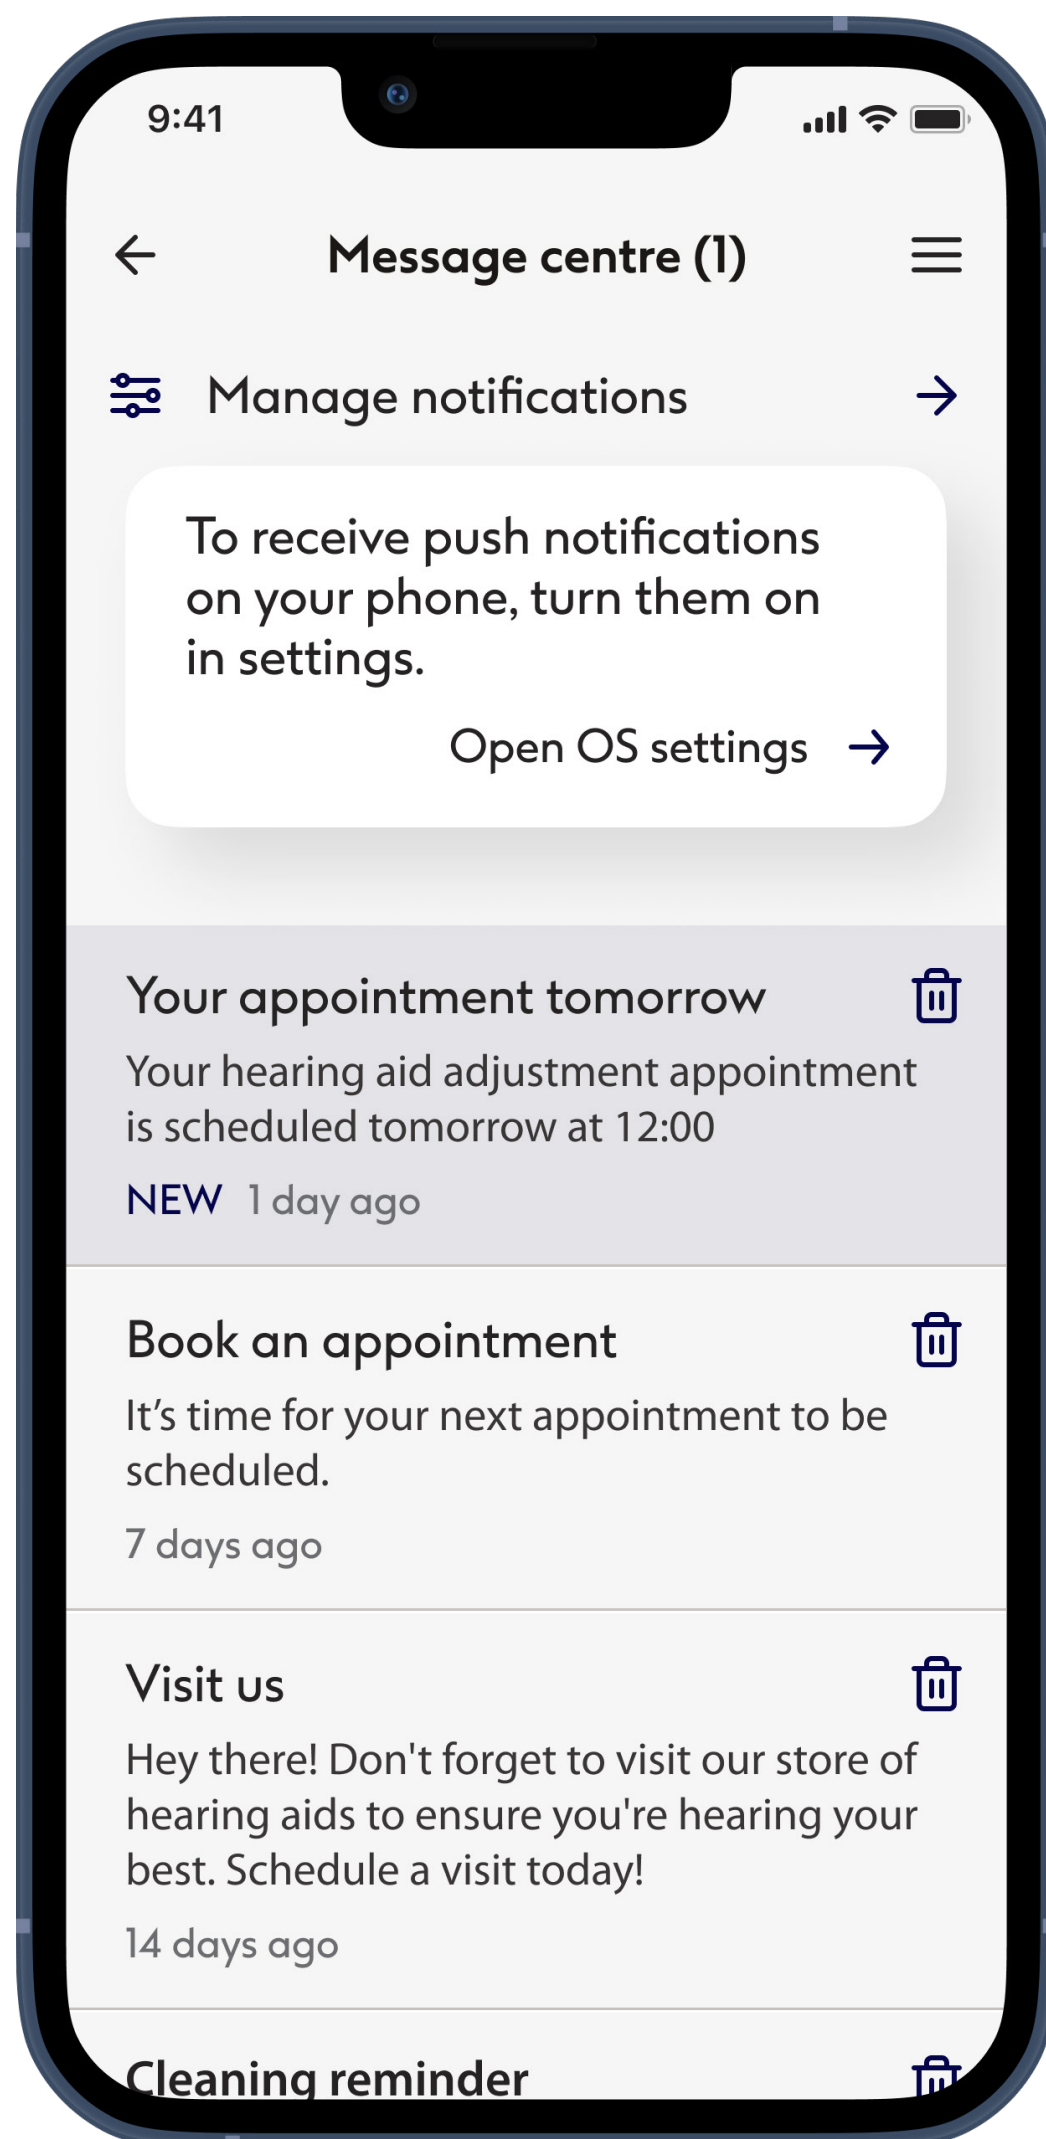 9:41
Message centre (1)
Manage notifications
To receive push notifications
on your phone, turn them on
in settings.
Open OS settings
Your appointment tomorrow
Your hearing aid adjustment appointment
is scheduled tomorrow at 12:00
NEW 1 day ago
Book an appointment
It’s time for your next appointment to be
scheduled.
7 days ago
Visit us
Hey there! Don't forget to visit our store of
hearing aids to ensure you're hearing your
best. Schedule a visit today!
14 days ago
Cleaning reminder